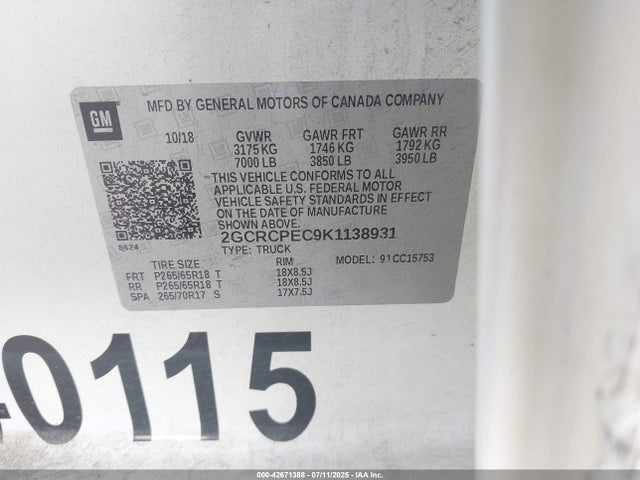 GM
MFD BY GENERAL MOTORS OF CANADA COMPANY
10/18 GVWR GAWR FRT GAWR RR
3175 KG 1746 KG 1792 KG
7000 LB 3850 LB 3950 LB
THIS VEHICLE CONFORMS TO ALL
APPLICABLE U.S. FEDERAL MOTOR
VEHICLE SAFETY STANDARDS IN EFFECT
ON THE DATE OF MANUFACTURE
SHOWN ABOVE.
2GCRCPEC9K1138931
8624 TYPE: TRUCK
TIRE SIZE RIM MODEL: 91CC15753
FRT P265/65R18 T 18X8.5J
RR P265/65R18 T 18X8.5J
SPA 265/70R17 S 17X7.5J
40115
000-42671388 - 07/11/2025 - IAAI.COM